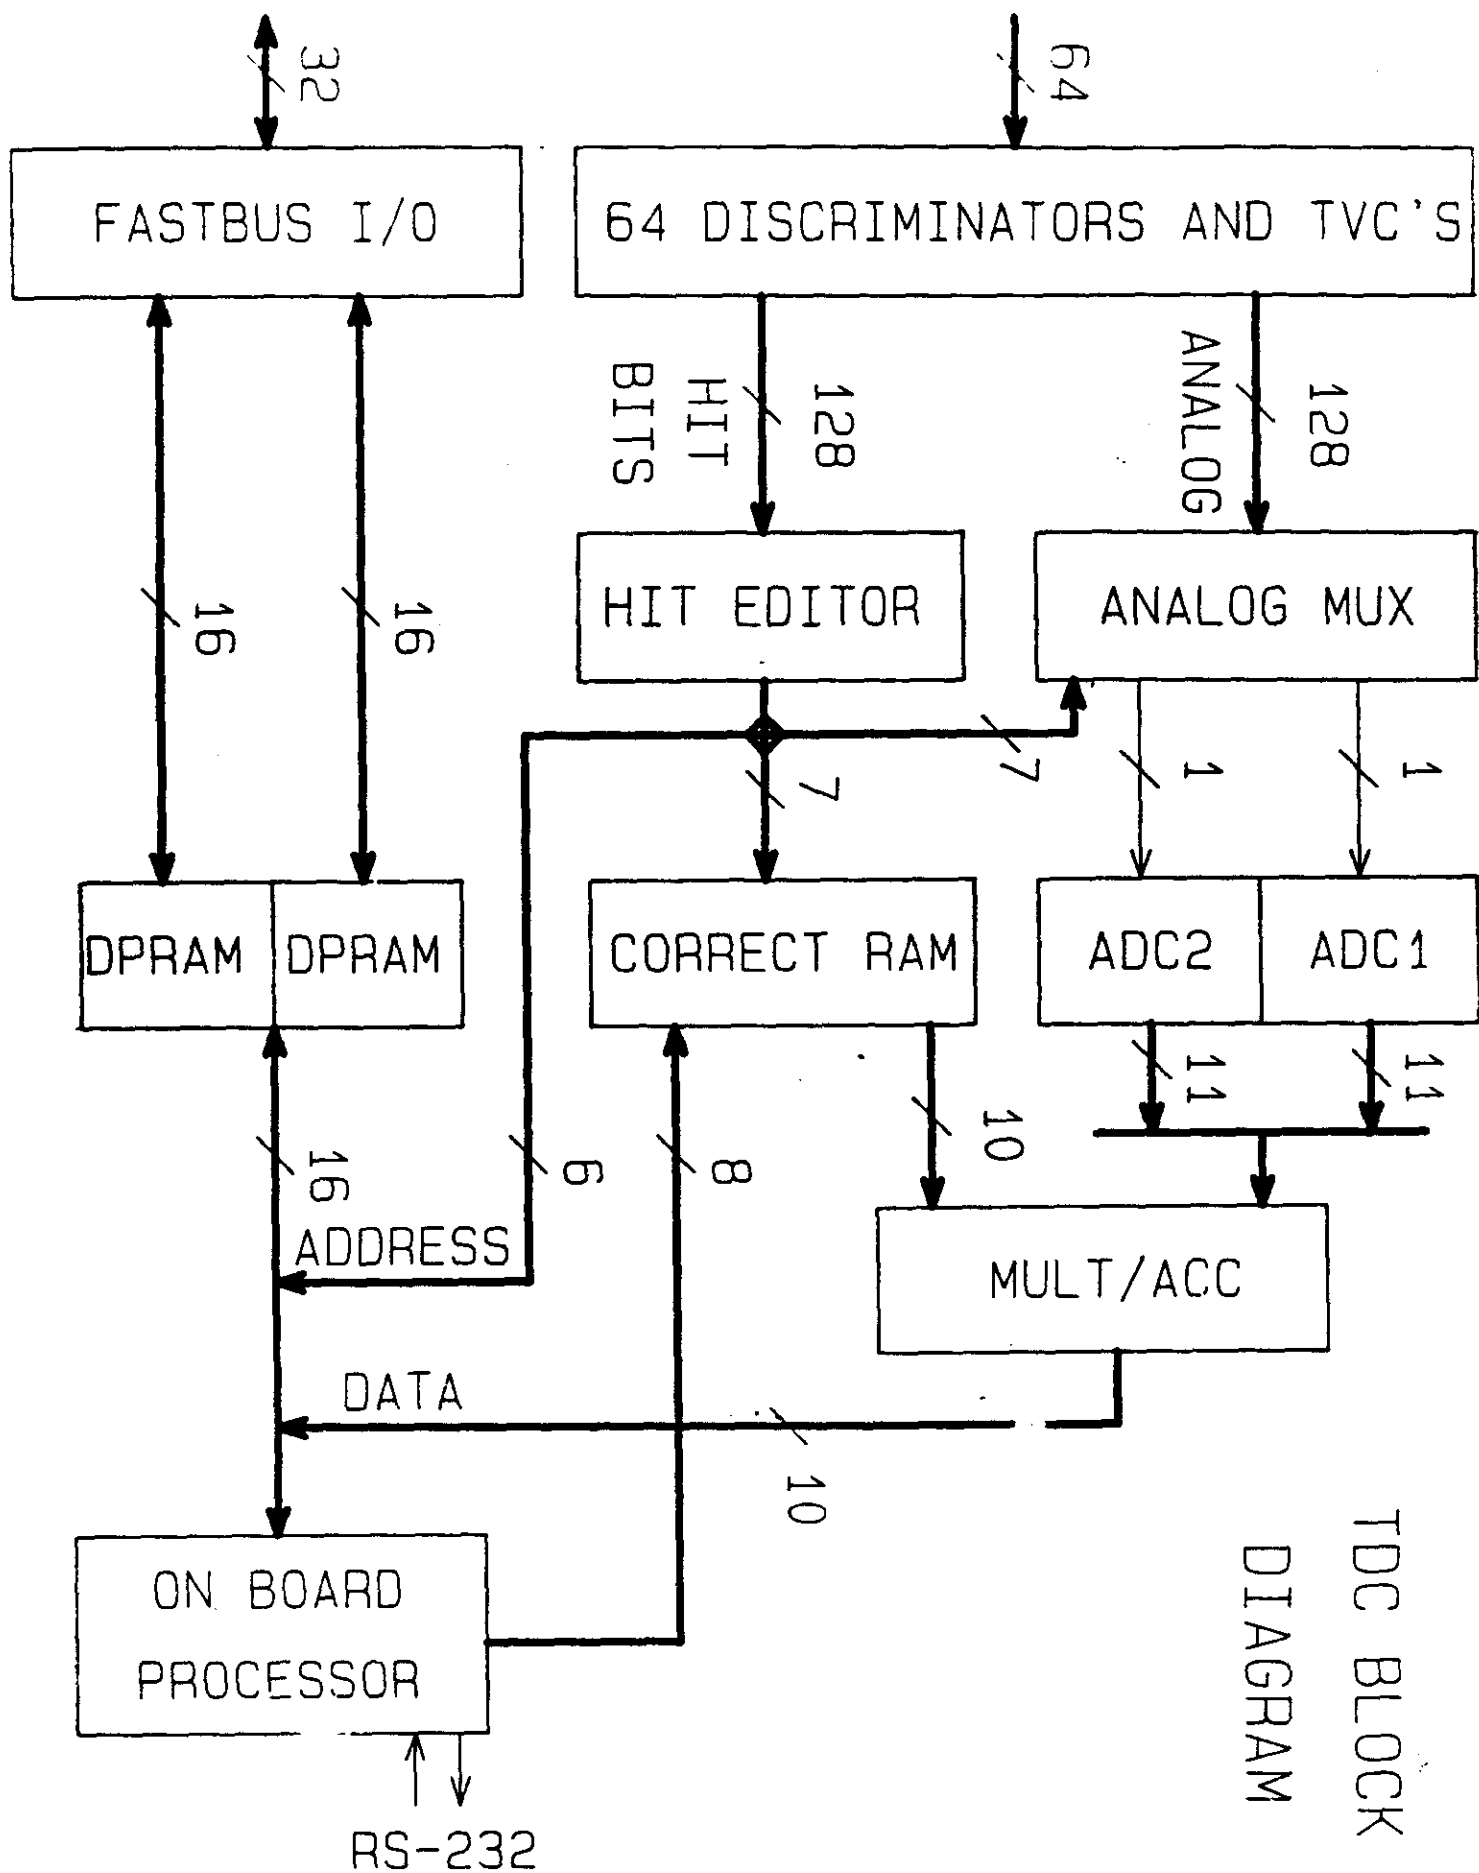 32
64
FASTBUS I/O
64 DISCRIMINATORS AND TVC'S
HIT
BITS
128
ANALOG
128
HIT EDITOR
ANALOG MUX
16
16
7
7
1
1
DPRAM
DPRAM
CORRECT RAM
ADC2
ADC1
16
6
8
10
11
11
ADDRESS
MULT/ACC
DATA
10
ON BOARD
PROCESSOR
RS-232
TDC BLOCK
DIAGRAM